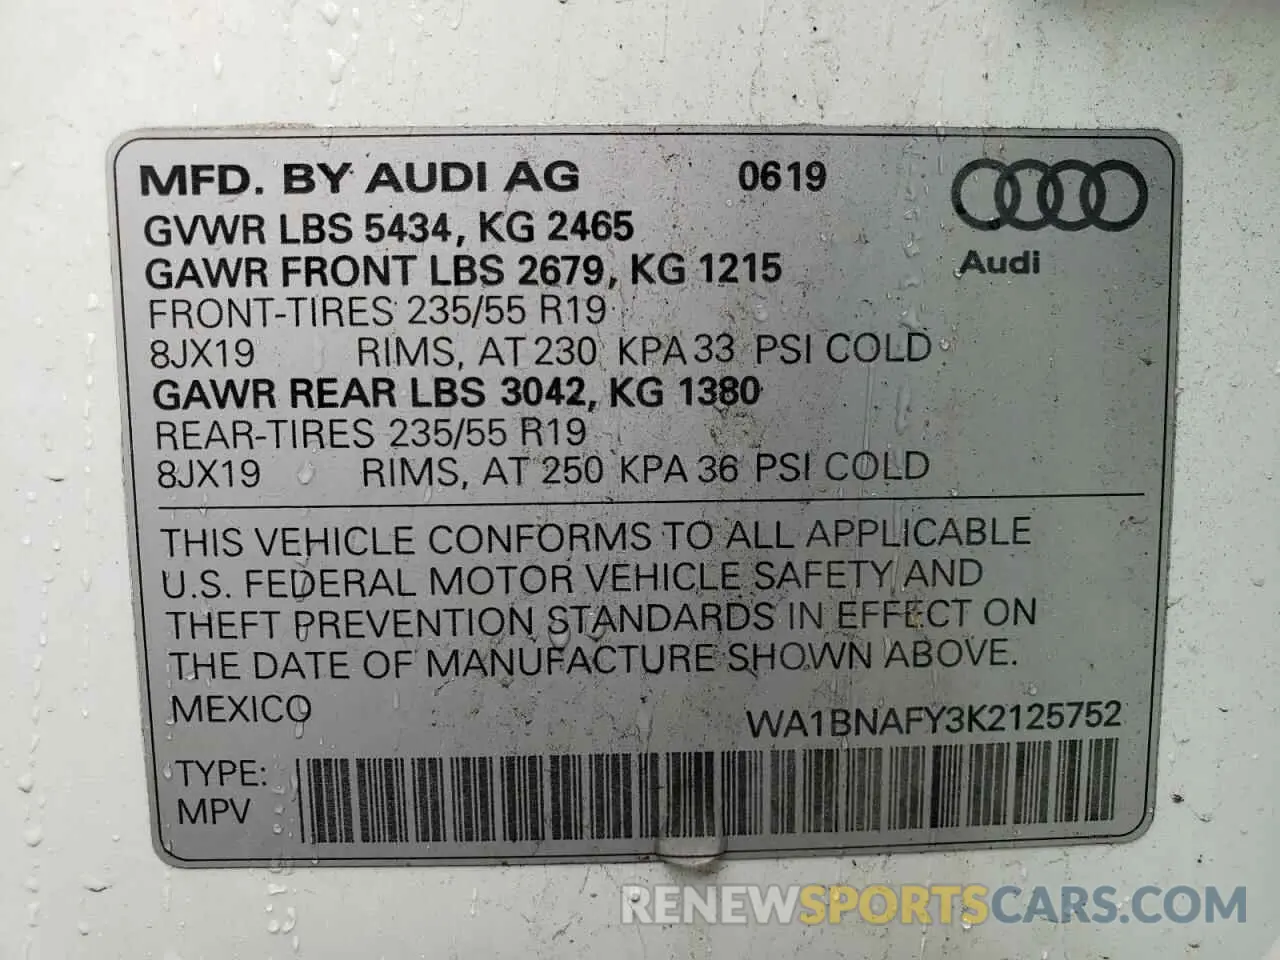 MFD. BY AUDI AG 0619
GVWR LBS 5434, KG 2465
GAWR FRONT LBS 2679, KG 1215
Audi
FRONT-TIRES 235/55 R19
8JX19 RIMS, AT 230 KPA 33 PSI COLD
GAWR REAR LBS 3042, KG 1380
REAR-TIRES 235/55 R19
8JX19 RIMS, AT 250 KPA 36 PSI COLD
THIS VEHICLE CONFORMS TO ALL APPLICABLE
U.S. FEDERAL MOTOR VEHICLE SAFETY AND
THEFT PREVENTION STANDARDS IN EFFECT ON
THE DATE OF MANUFACTURE SHOWN ABOVE.
MEXICO WA1BNAFY3K2125752
TYPE:
MPV
RENEWSPORTSCARS.COM